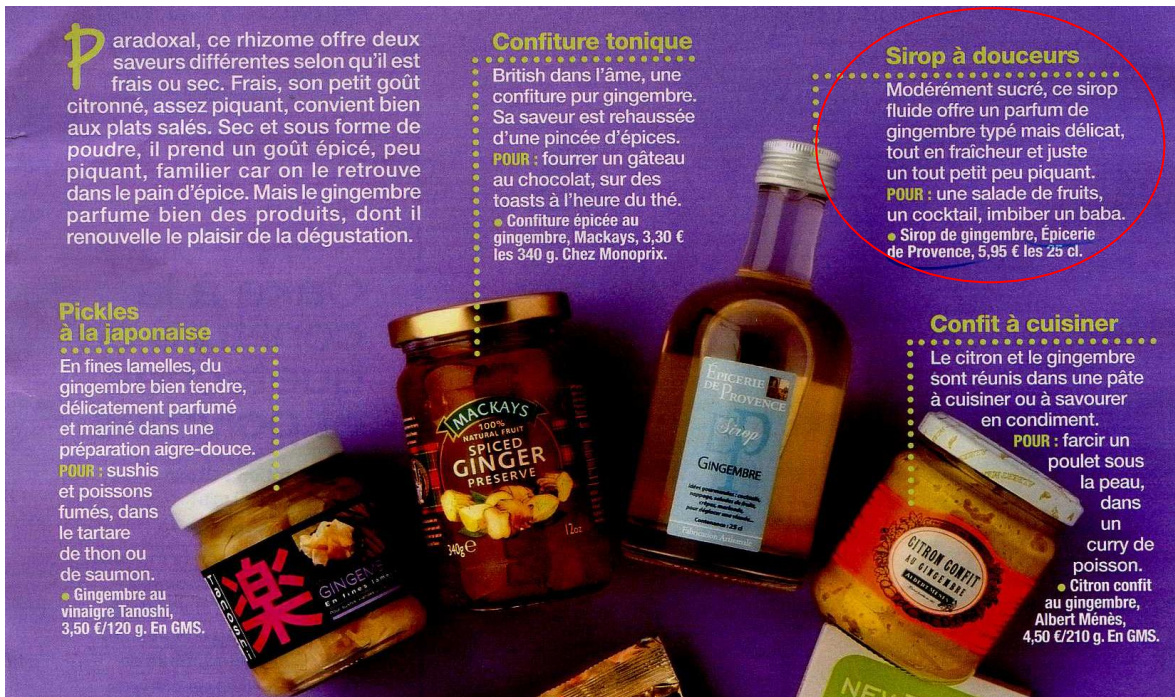 Paradoxal, ce rhizome offre deux
saveurs différentes selon qu'il est
frais ou sec. Frais, son petit goût
citronné, assez piquant, convient bien
aux plats salés. Sec et sous forme de
poudre, il prend un goût épicé, peu
piquant, familier car on le retrouve
dans le pain d'épice. Mais le gingembre
parfume bien des produits, dont il
renouvelle le plaisir de la dégustation.
Confiture tonique
British dans l'âme, une
confiture pur gingembre.
Sa saveur est rehaussée
d'une pincée d'épices.
POUR : fourrer un gâteau
au chocolat, sur des
toasts à l'heure du thé.
• Confiture épicée au
gingembre, Mackays, 3,30 €
les 340 g. Chez Monoprix.
Sirop à douceurs
Modérément sucré, ce sirop
fluide offre un parfum de
gingembre typé mais délicat,
tout en fraîcheur et juste
un tout petit peu piquant.
POUR : une salade de fruits,
un cocktail, imbiber un baba.
• Sirop de gingembre, Épicerie
de Provence, 5,95 € les 25 cl.
Pickles
à la japonaise
En fines lamelles, du
gingembre bien tendre,
délicatement parfumé
et mariné dans une
préparation aigre-douce.
POUR : sushis
et poissons
fumés, dans
le tartare
de thon ou
de saumon.
• Gingembre au
vinaigre Tanoshi,
3,50 €/120 g. En GMS.
Confit à cuisiner
Le citron et le gingembre
sont réunis dans une pâte
à cuisiner ou à savourer
en condiment.
POUR : farcir un
poulet sous
la peau,
dans
un
curry de
poisson.
• Citron confit
au gingembre,
Albert Ménès,
4,50 €/210 g. En GMS.
楽
En fines
MACKAYS
100%
NATURAL FRUIT
SPICED
GINGER
PRESERVE
340g e
12oz
ÉPICERIE
DE PROVENCE
Sirop
GINGEMBRE
Contenance : 25 cl
Fabrication Artisanale
CITRON CONFIT
AU GINGEMBRE
ALBERT MÉNÈS
NEW